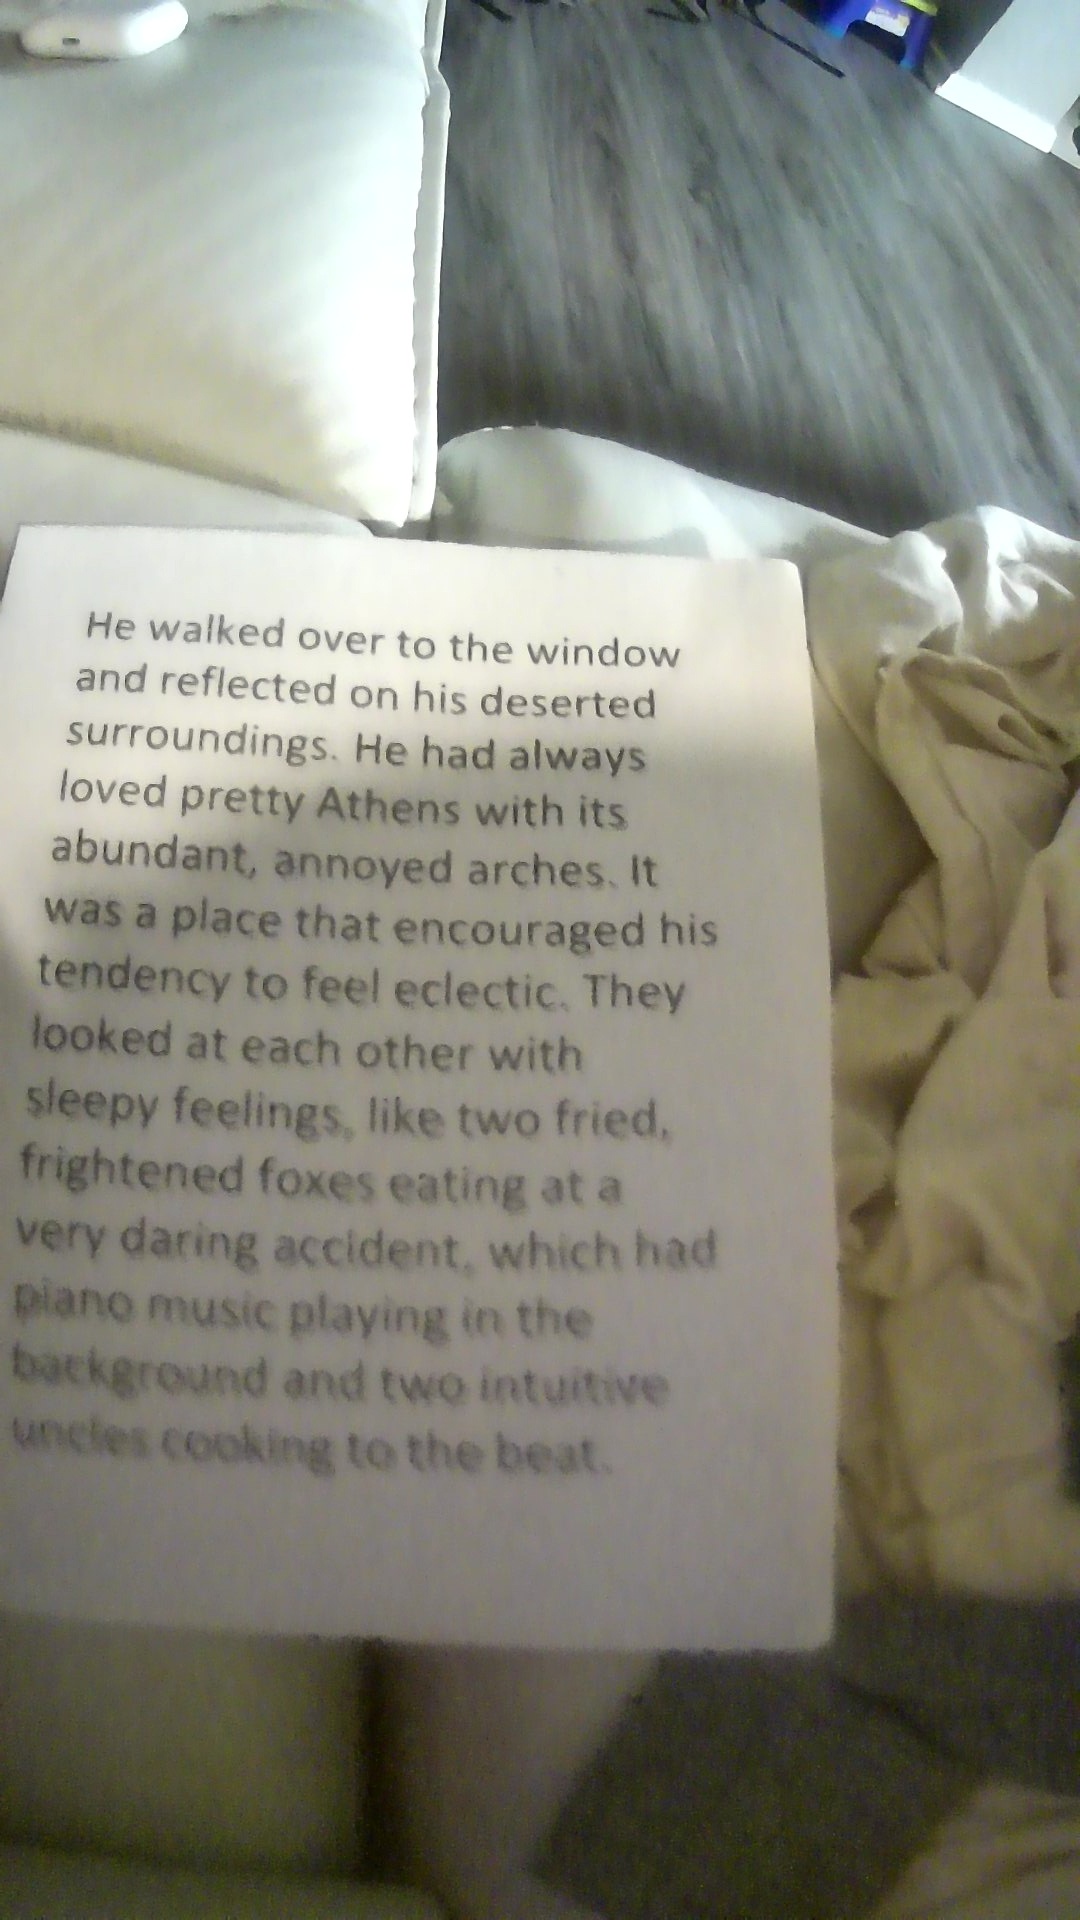 He walked over to the window
and reflected on his deserted
surroundings. He had always
loved pretty Athens with its
abundant, annoyed arches. It
was a place that encouraged his
tendency to feel eclectic. They
looked at each other with
sleepy feelings, like two fried,
frightened foxes eating at a
very daring accident, which had
piano music playing in the
background and two intuitive
uncles cooking to the beat.